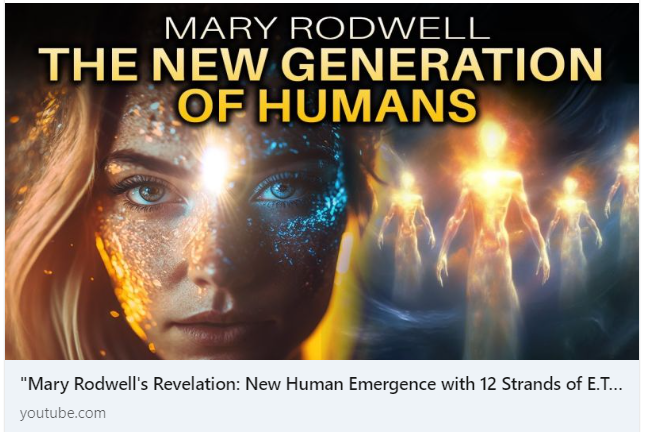 MARY RODWELL
THE NEW GENERATION
OF HUMANS
"Mary Rodwell's Revelation: New Human Emergence with 12 Strands of E.T...
youtube.com